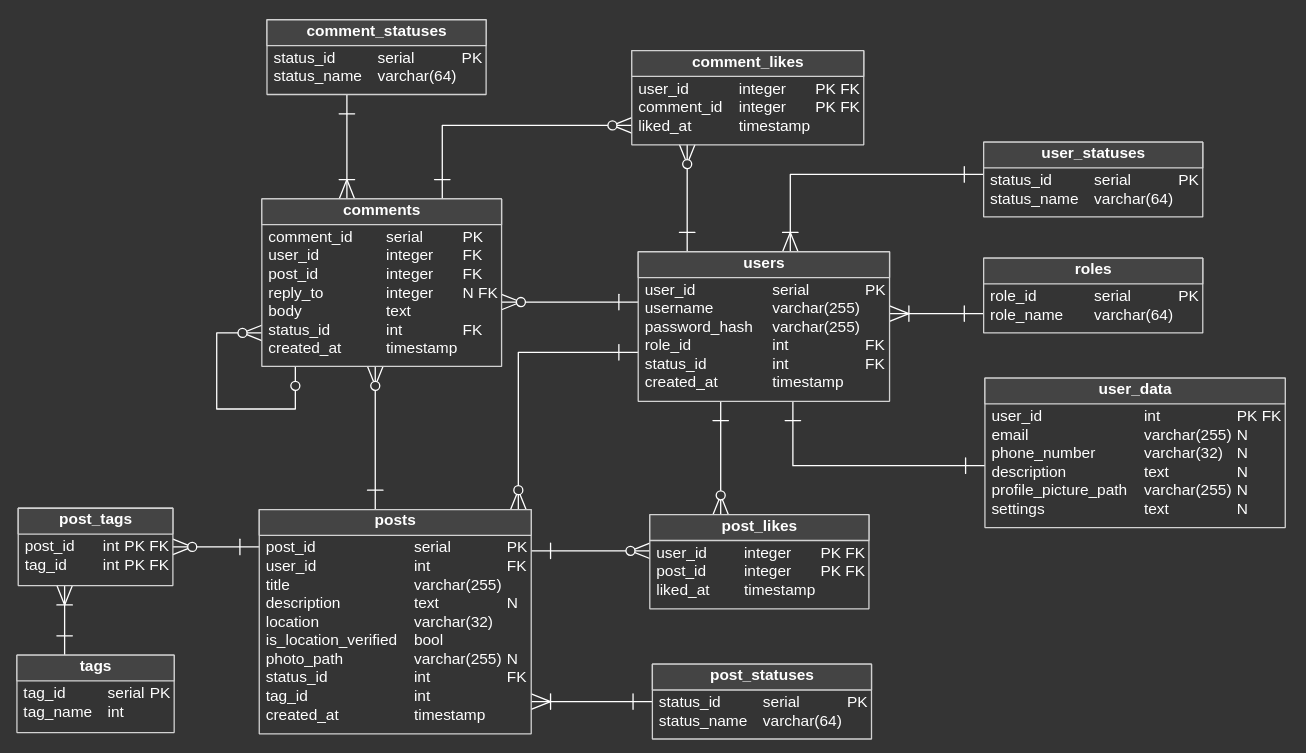 comment_statuses
status_id serial PK
status_name varchar(64)
comment_likes
user_id integer PK FK
comment_id integer PK FK
liked_at timestamp
user_statuses
status_id serial PK
status_name varchar(64)
comments
comment_id serial PK
user_id integer FK
post_id integer FK
reply_to integer N FK
body text
status_id int FK
created_at timestamp
users
user_id serial PK
username varchar(255)
password_hash varchar(255)
role_id int FK
status_id int FK
created_at timestamp
roles
role_id serial PK
role_name varchar(64)
user_data
user_id int PK FK
email varchar(255) N
phone_number varchar(32) N
description text N
profile_picture_path varchar(255) N
settings text N
post_tags
post_id int PK FK
tag_id int PK FK
posts
post_id serial PK
user_id int FK
title varchar(255)
description text N
location varchar(32)
is_location_verified bool
photo_path varchar(255) N
status_id int FK
tag_id int
created_at timestamp
post_likes
user_id integer PK FK
post_id integer PK FK
liked_at timestamp
tags
tag_id serial PK
tag_name int
post_statuses
status_id serial PK
status_name varchar(64)